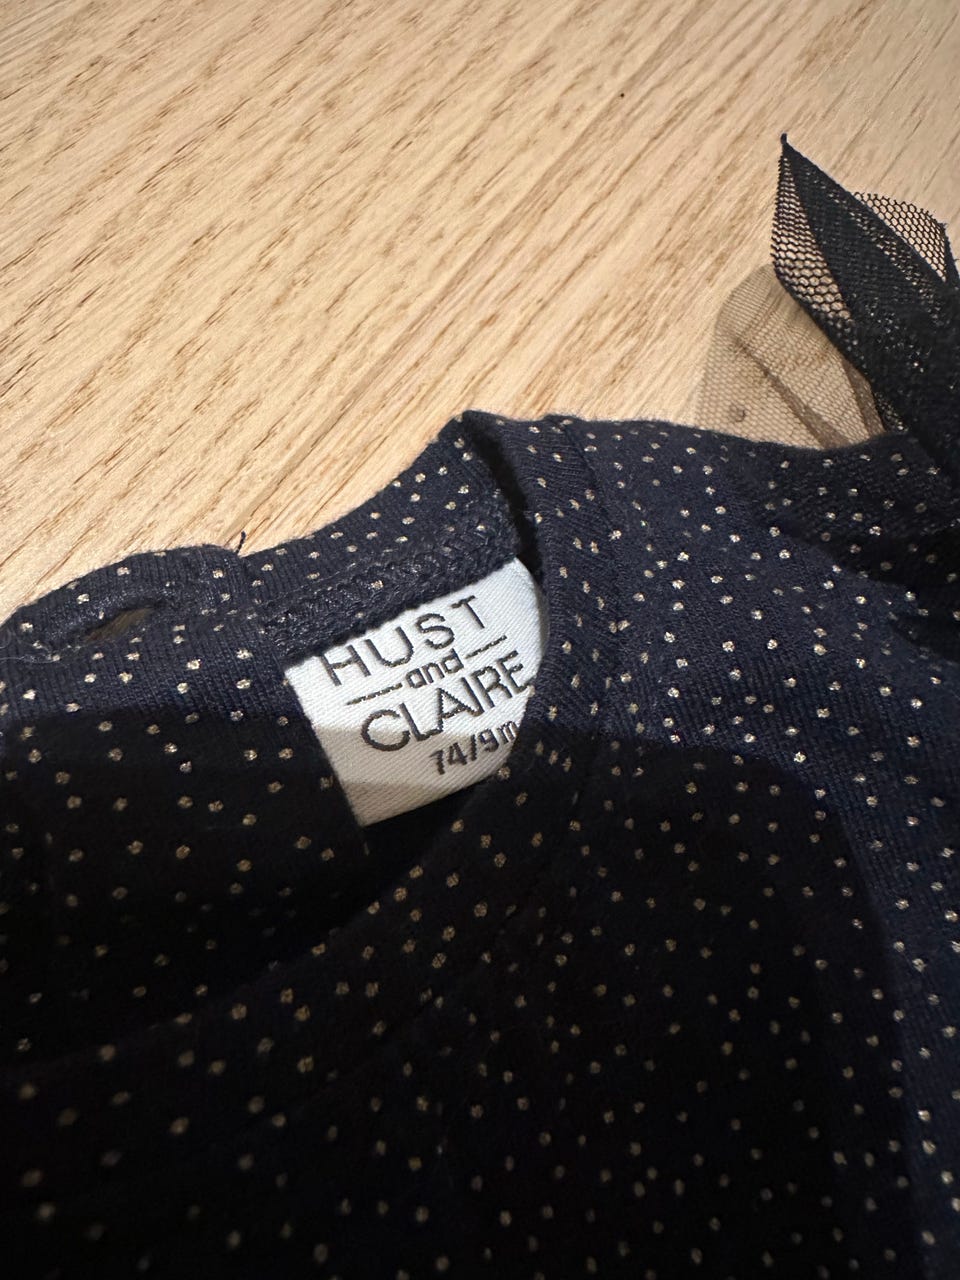 HUST
and
CLAIRE
74/9m